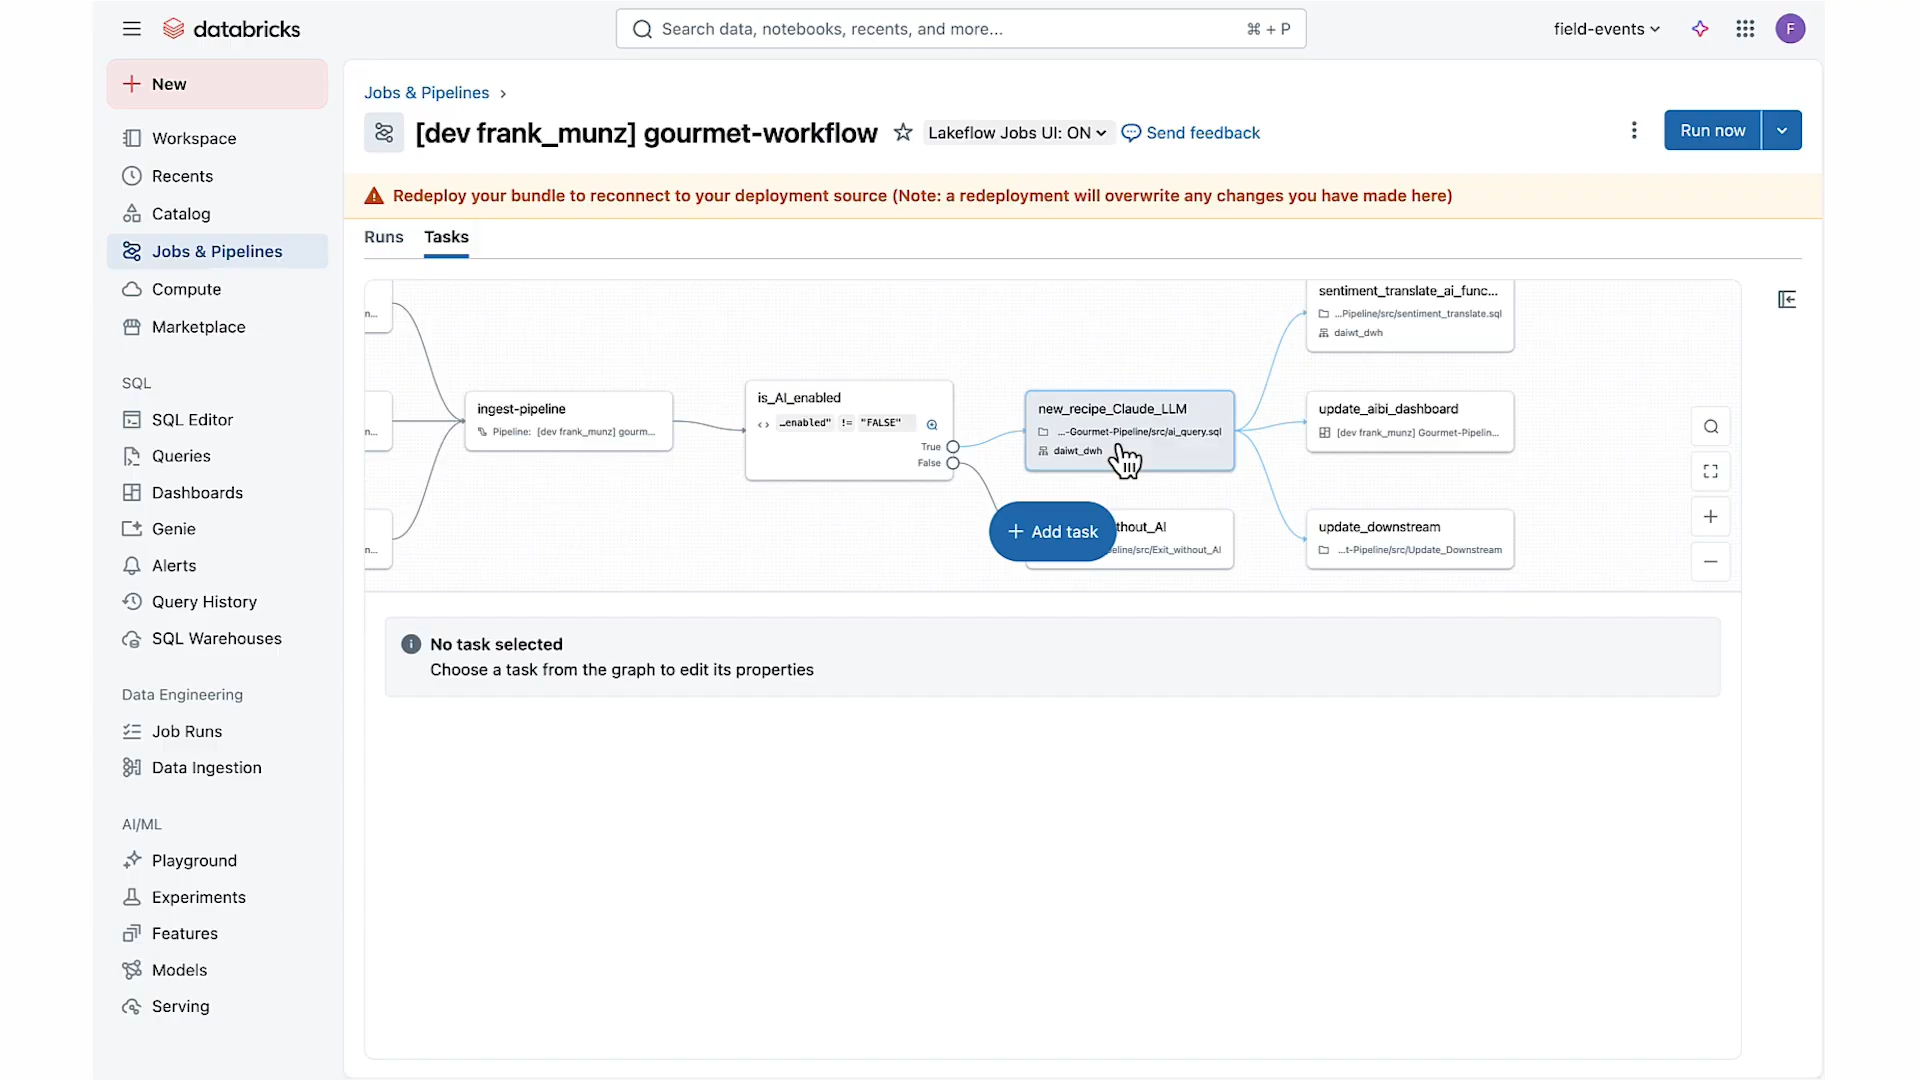 databricks
Search data, notebooks, recents, and more...
⌘ + P
field-events
F
New
Workspace
Recents
Catalog
Jobs & Pipelines
Compute
Marketplace
SQL
SQL Editor
Queries
Dashboards
Genie
Alerts
Query History
SQL Warehouses
Data Engineering
Job Runs
Data Ingestion
AI/ML
Playground
Experiments
Features
Models
Serving
Jobs & Pipelines
[dev frank_munz] gourmet-workflow
Lakeflow Jobs UI: ON
Send feedback
Run now
Redeploy your bundle to reconnect to your deployment source (Note: a redeployment will overwrite any changes you have made here)
Runs
Tasks
n...
n...
n...
ingest-pipeline
Pipeline: [dev frank_munz] gourm...
is_AI_enabled
…enabled" != "FALSE"
True
False
new_recipe_Claude_LLM
...-Gourmet-Pipeline/src/ai_query.sql
daiwt_dwh
+ Add task
thout_AI
eline/src/Exit_without_AI
sentiment_translate_ai_func...
...Pipeline/src/sentiment_translate.sql
daiwt_dwh
update_aibi_dashboard
[dev frank_munz] Gourmet-Pipelin...
update_downstream
...t-Pipeline/src/Update_Downstream
No task selected
Choose a task from the graph to edit its properties